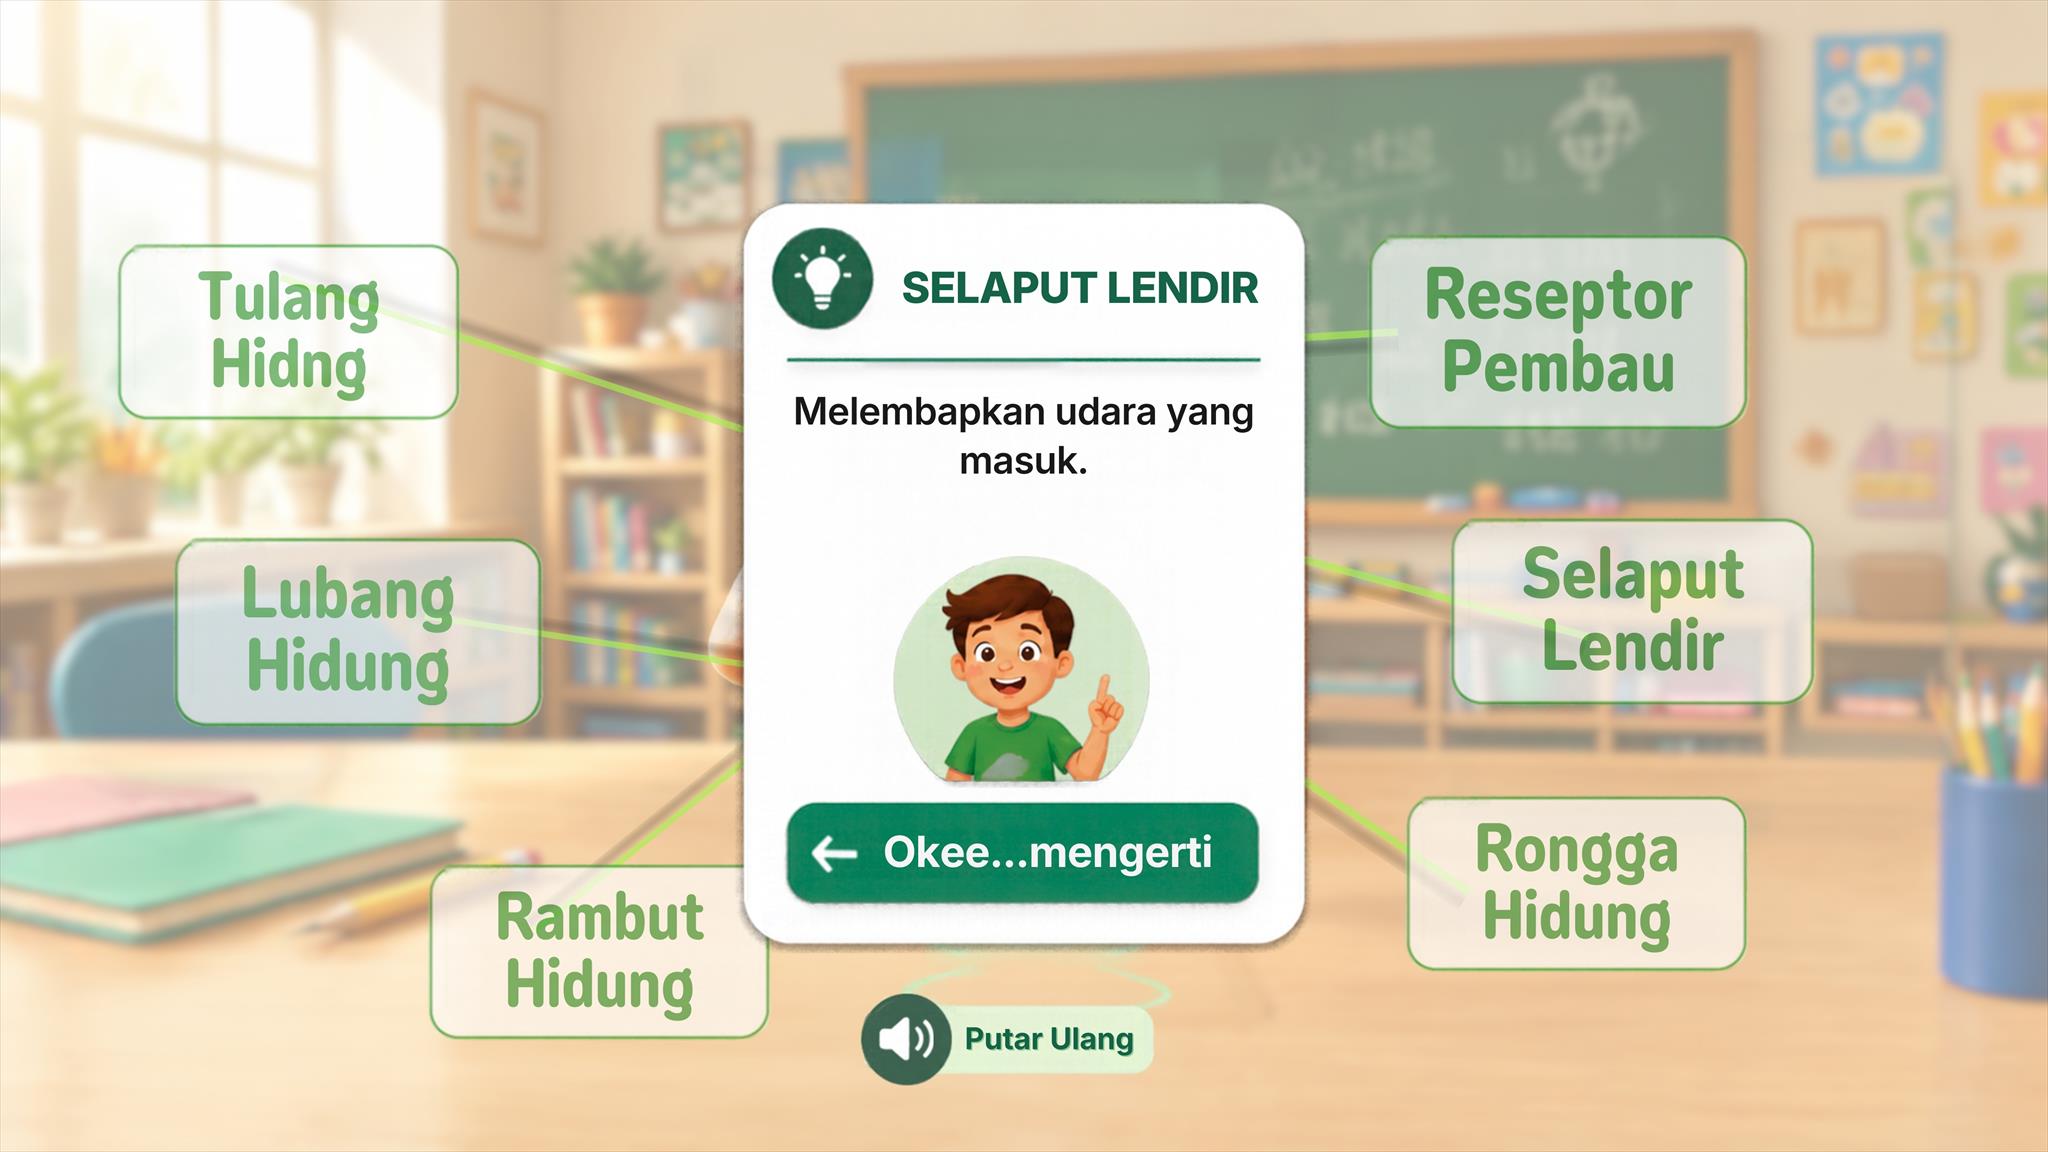 Tulang
Hidng
Lubang
Hidung
Rambut
Hidung
SELAPUT LENDIR
Melembapkan udara yang
masuk.
Okee...mengerti
Putar Ulang
Reseptor
Pembau
Selaput
Lendir
Rongga
Hidung